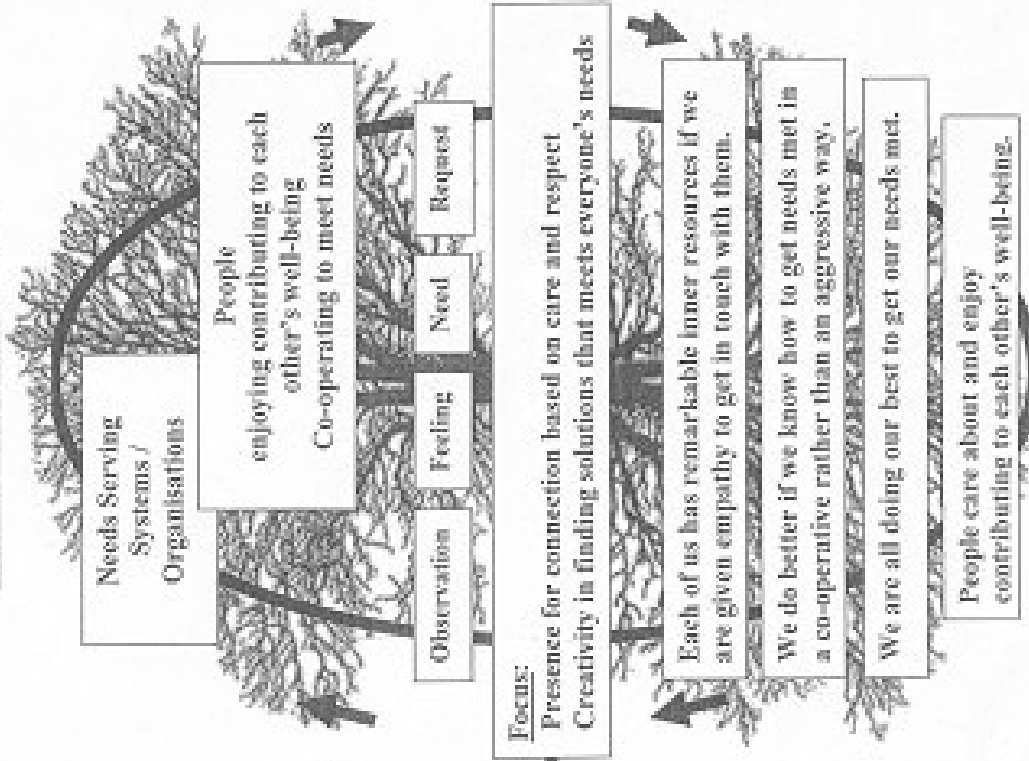 Needs Serving
Systems /
Organisations
People
enjoying contributing to each
other's well-being
Co-operating to meet needs
Observation
Feeling
Need
Request
Focus:
Presence for connection based on care and respect
Creativity in finding solutions that meets everyone's needs
Each of us has remarkable inner resources if we
are given empathy to get in touch with them.
We do better if we know how to get needs met in
a co-operative rather than an aggressive way.
We are all doing our best to get our needs met.
People care about and enjoy
contributing to each other's well-being.